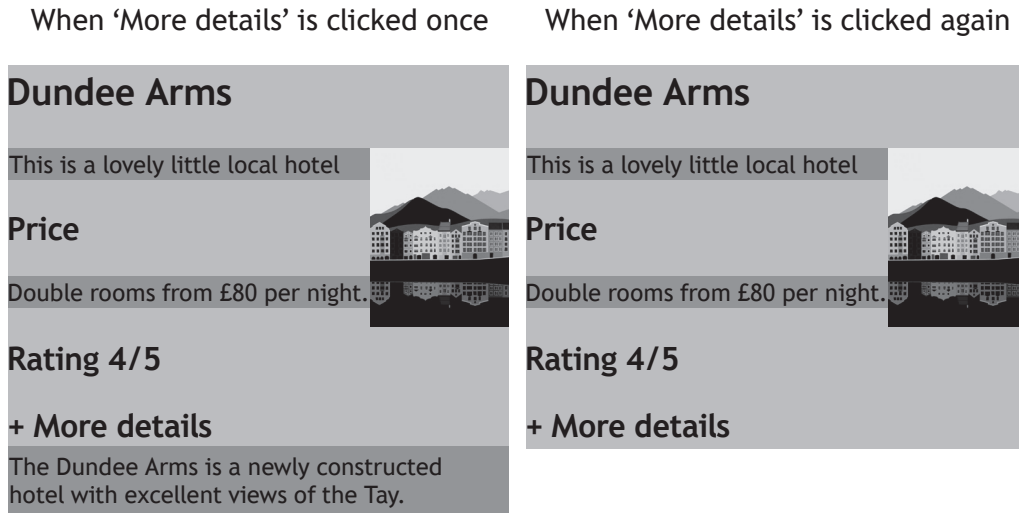 When ‘More details’ is clicked once
Dundee Arms
This is a lovely little local hotel
Price
Double rooms from £80 per night.
Rating 4/5
+ More details
The Dundee Arms is a newly constructed
hotel with excellent views of the Tay.
When ‘More details’ is clicked again
Dundee Arms
This is a lovely little local hotel
Price
Double rooms from £80 per night.
Rating 4/5
+ More details